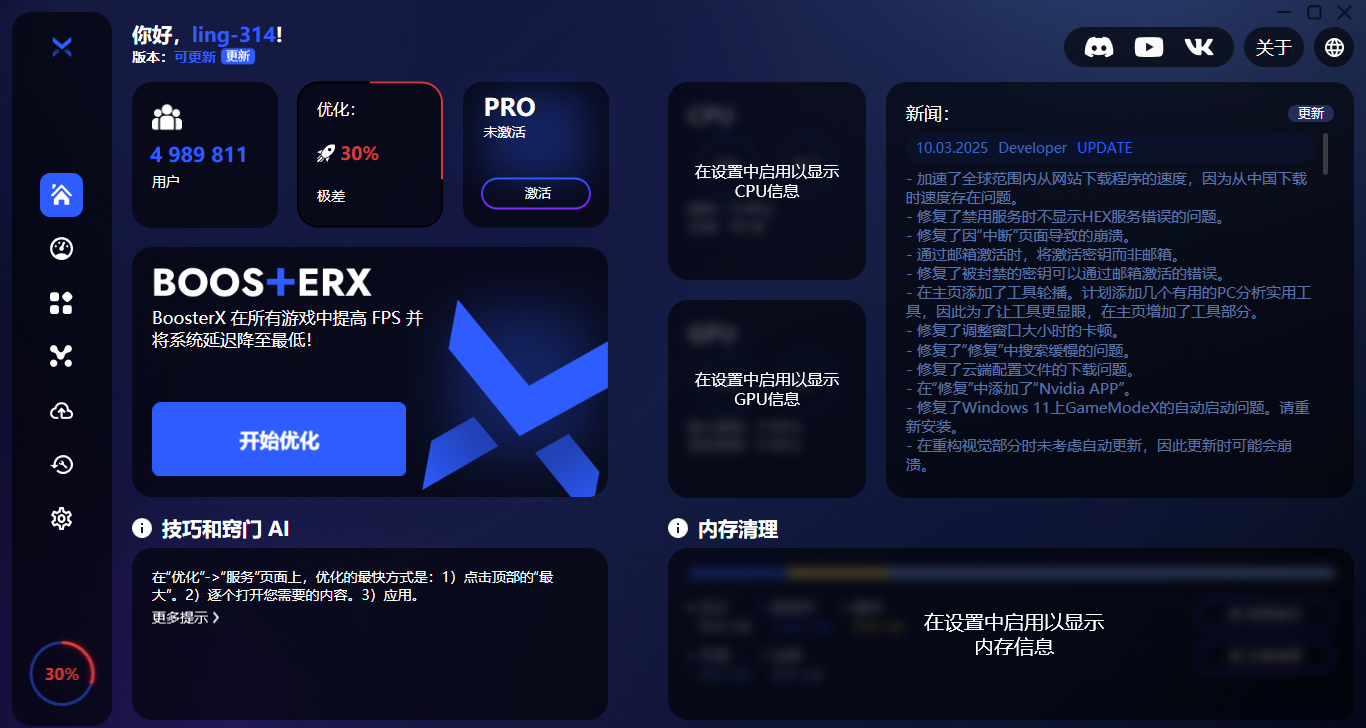 你好，ling-314!
版本： 可更新 更新
关于
4 989 811
用户
优化：
30%
极差
PRO
未激活
激活
BOOSTERX
BoosterX 在所有游戏中提高 FPS 并
将系统延迟降至最低！
开始优化
CPU
在设置中启用以显示
CPU信息
GPU
在设置中启用以显示
GPU信息
新闻：
更新
10.03.2025 Developer UPDATE
- 加速了全球范围内从网站下载程序的速度，因为从中国下载
时速度存在问题。
- 修复了禁用服务时不显示HEX服务错误的问题。
- 修复了因“中断”页面导致的崩溃。
- 通过邮箱激活时，将激活密钥而非邮箱。
- 修复了被封禁的密钥可以通过邮箱激活的错误。
- 在主页添加了工具轮播。计划添加几个有用的PC分析实用工
具，因此为了让工具更显眼，在主页增加了工具部分。
- 修复了调整窗口大小时的卡顿。
- 修复了“修复”中搜索缓慢的问题。
- 修复了云端配置文件的下载问题。
- 在“修复”中添加了“Nvidia APP”。
- 修复了Windows 11上GameModeX的自动启动问题。请重
新安装。
- 在重构视觉部分时未考虑自动更新，因此更新时可能会崩
溃。
技巧和窍门 AI
在“优化”->“服务”页面上，优化的最快方式是：1）点击顶部的“最
大”。2）逐个打开您需要的内容。3）应用。
更多提示
内存清理
在设置中启用以显示
内存信息
30%